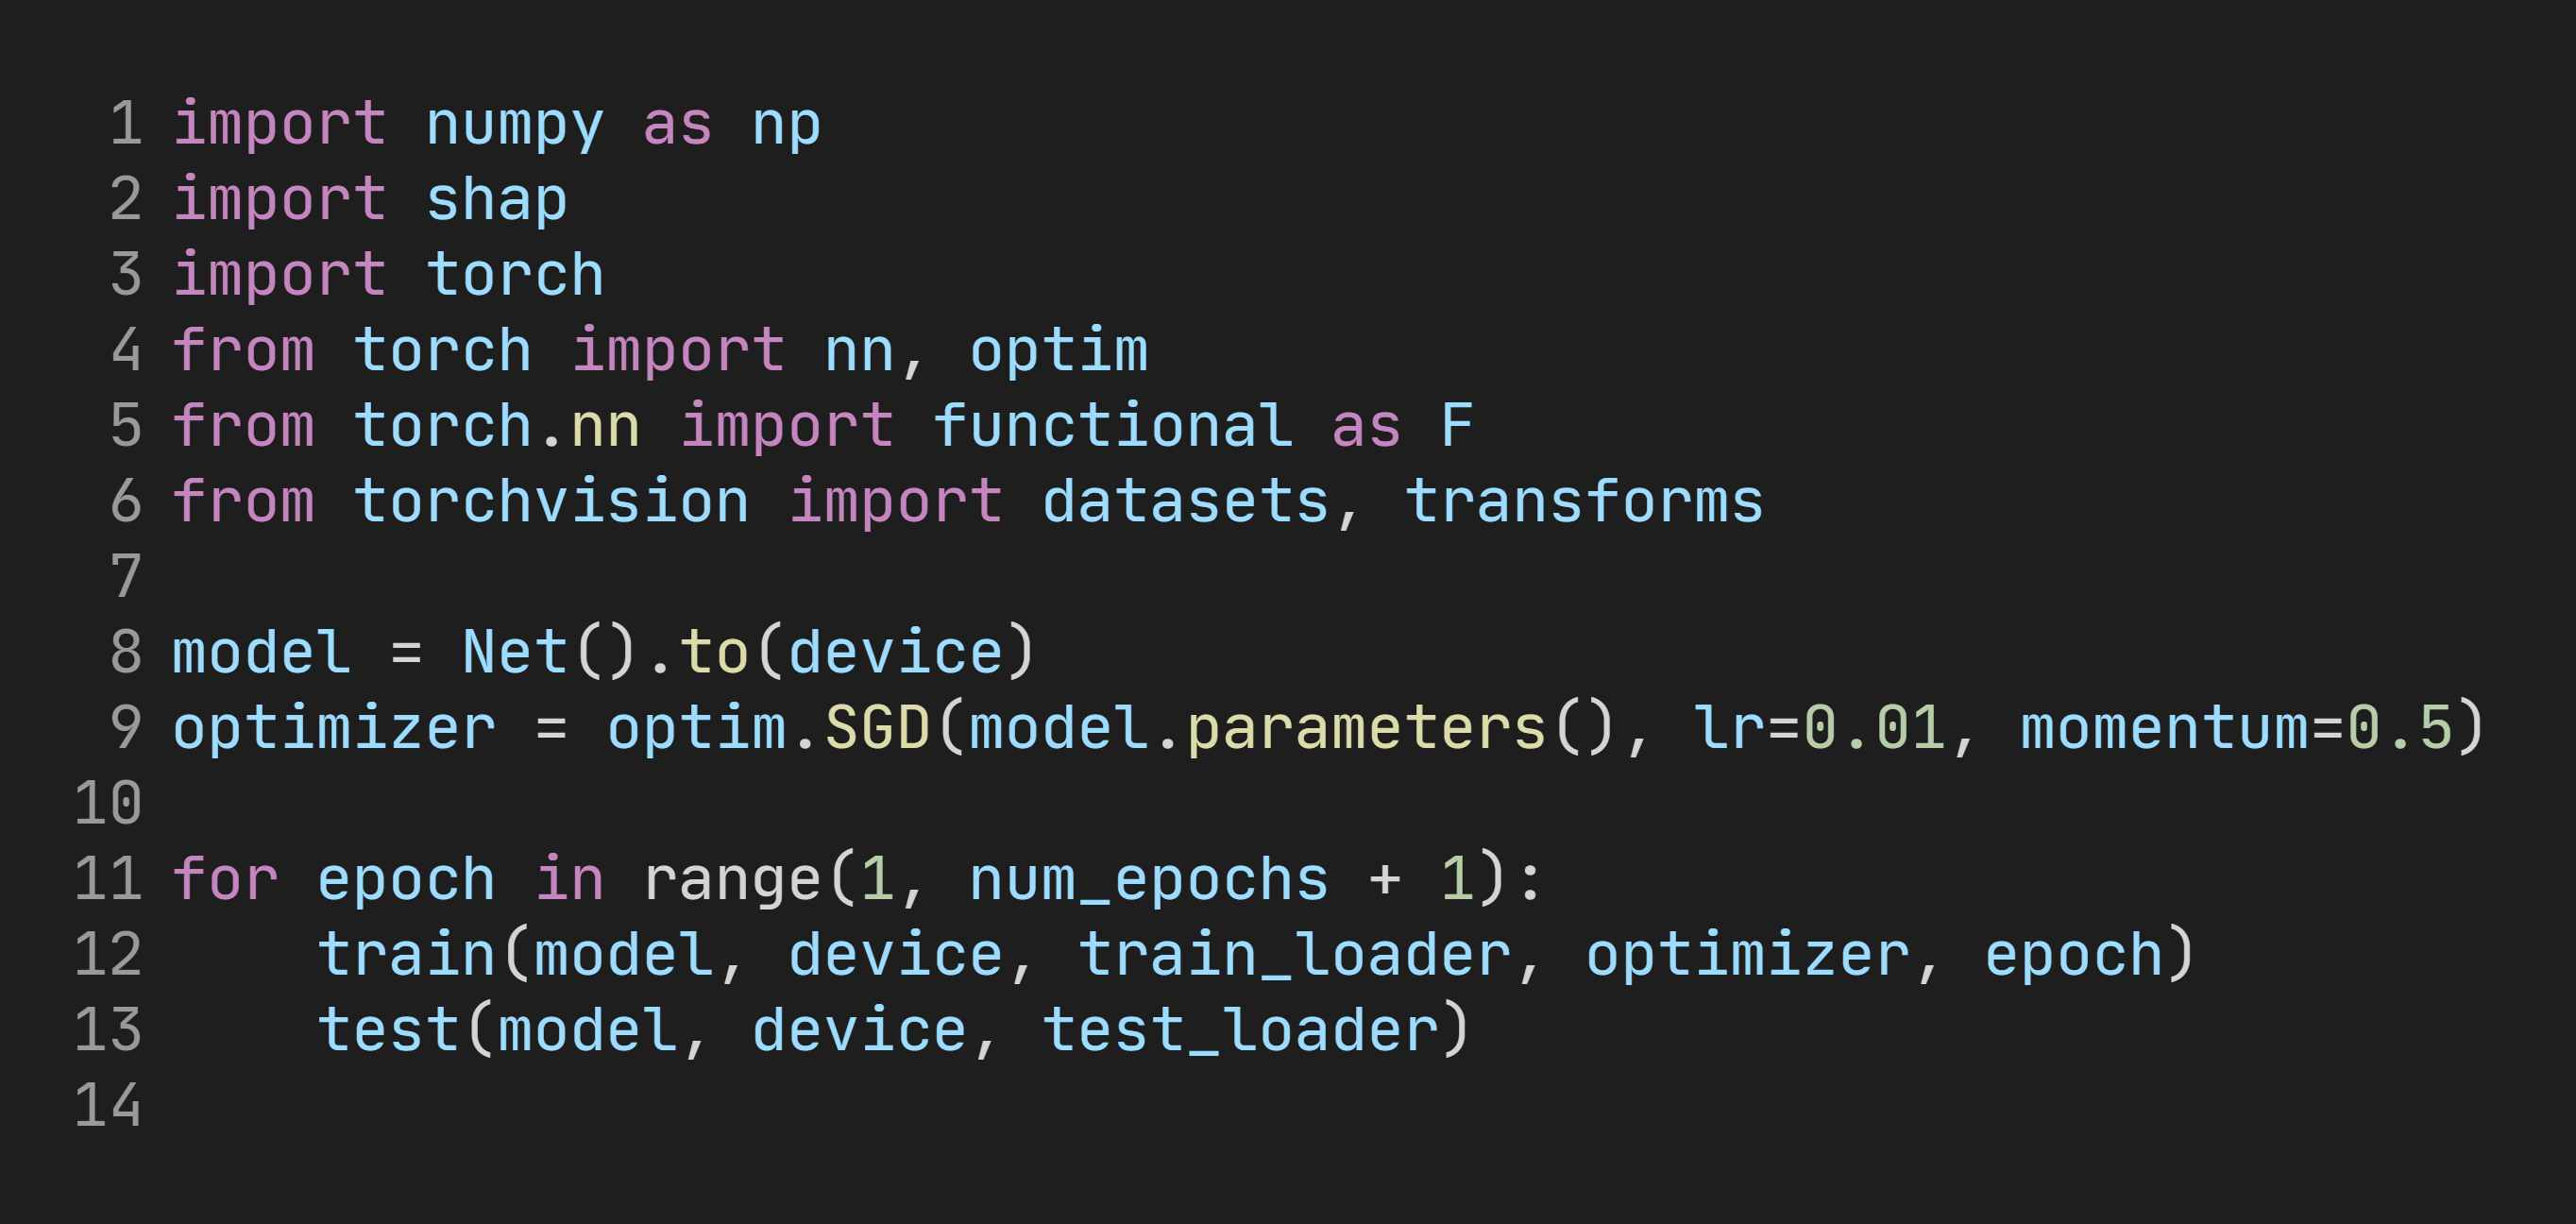 1 import numpy as np
2 import shap
3 import torch
4 from torch import nn, optim
5 from torch.nn import functional as F
6 from torchvision import datasets, transforms
7
8 model = Net().to(device)
9 optimizer = optim.SGD(model.parameters(), lr=0.01, momentum=0.5)
10
11 for epoch in range(1, num_epochs + 1):
12     train(model, device, train_loader, optimizer, epoch)
13     test(model, device, test_loader)
14